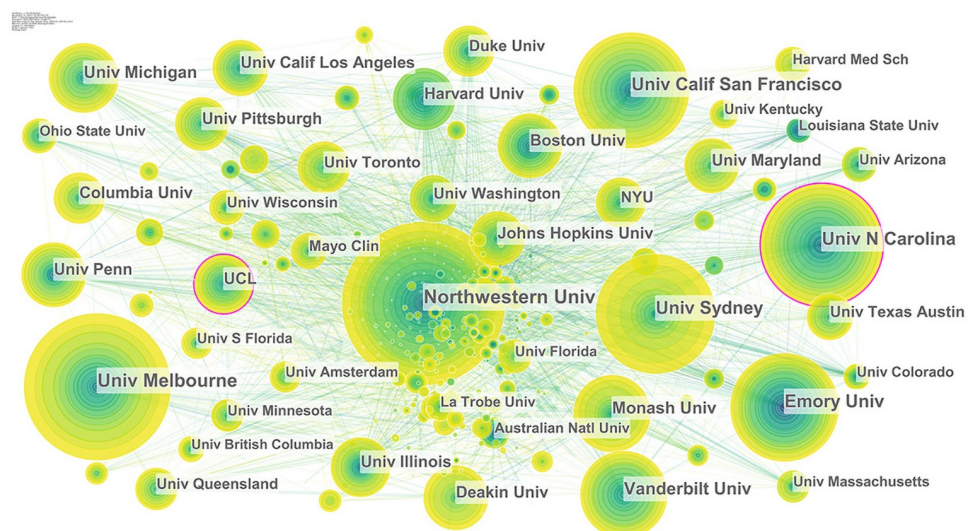 Duke Univ
Univ Calif Los Angeles
Harvard Med Sch
Univ Michigan
Univ Calif San Francisco
Harvard Univ
Univ Kentucky
Univ Pittsburgh
Louisiana State Univ
Ohio State Univ
Boston Univ
Univ Toronto
Univ Maryland
Univ Arizona
Columbia Univ
Univ Washington
NYU
Univ Wisconsin
Johns Hopkins Univ
Univ N Carolina
Mayo Clin
Univ Penn
UCL
Northwestern Univ
Univ Sydney
Univ Texas Austin
Univ S Florida
Univ Florida
Univ Amsterdam
Univ Colorado
Univ Melbourne
La Trobe Univ
Emory Univ
Univ Minnesota
Monash Univ
Australian Natl Univ
Univ British Columbia
Univ Illinois
Univ Queensland
Univ Massachusetts
Deakin Univ
Vanderbilt Univ